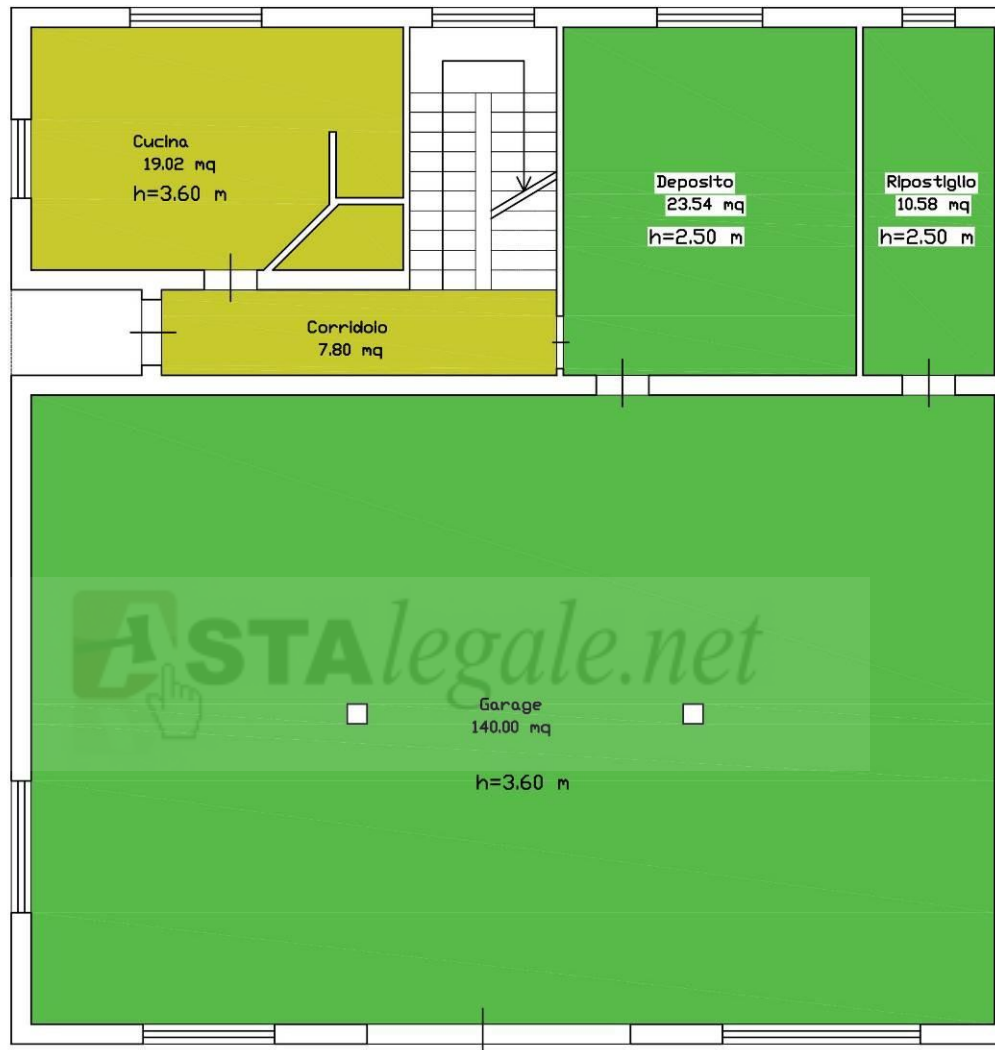 Cucina
19.02 mq
h=3.60 m
Deposito
23.54 mq
h=2.50 m
Ripostiglio
10.58 mq
h=2.50 m
Corridoio
7.80 mq
ASTAlegale.net
Garage
140.00 mq
h=3.60 m